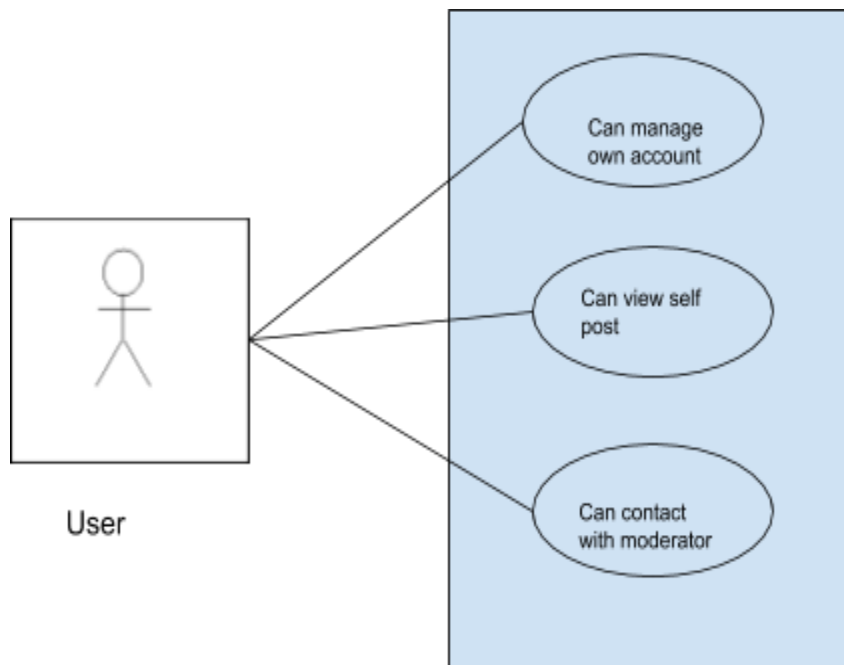 Can manage
own account
Can view self
post
User
Can contact
with moderator